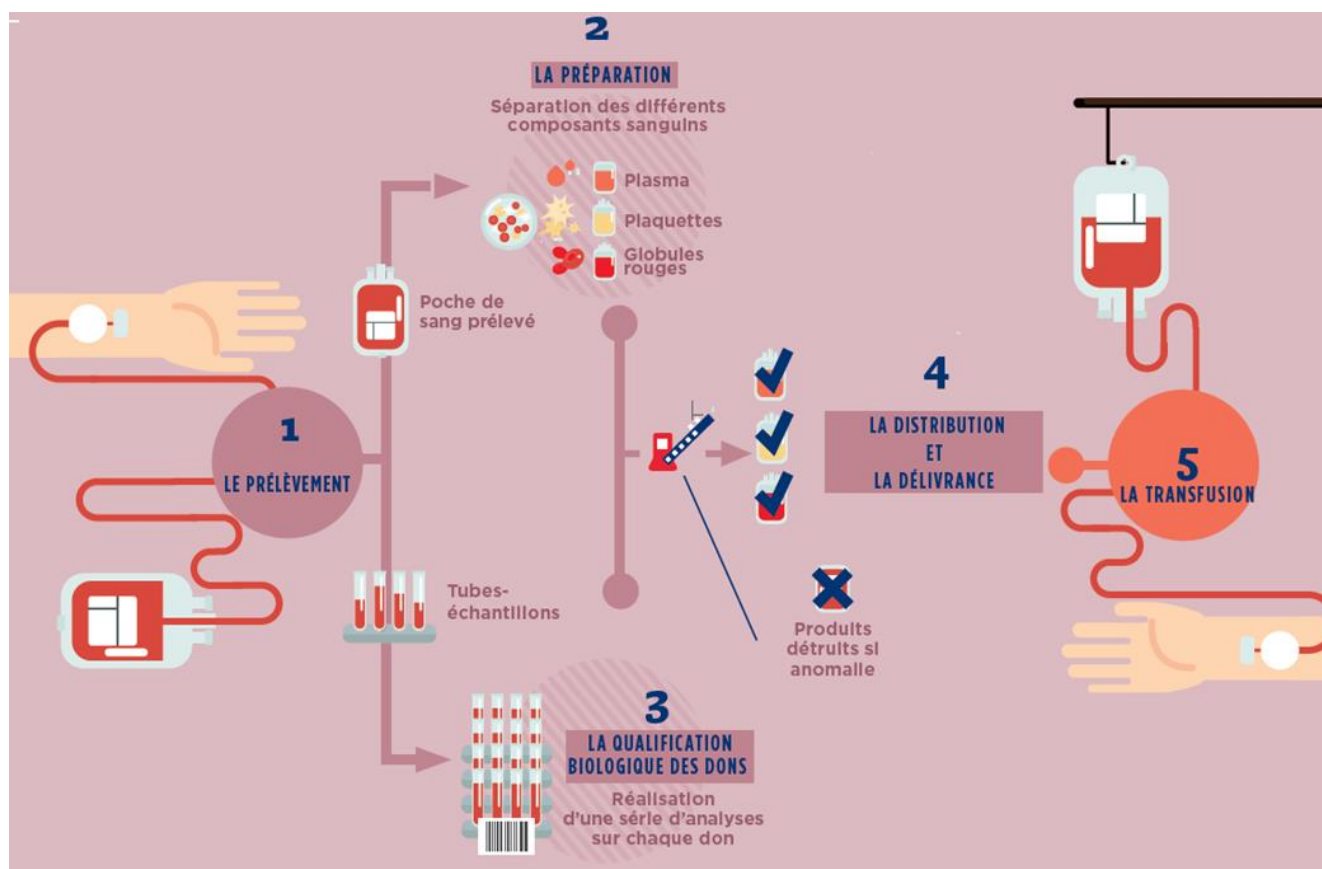 2
LA PRÉPARATION
Séparation des différents
composants sanguins
Plasma
Plaquettes
Globules
rouges
Poche de
sang prélevé
1
LE PRÉLÈVEMENT
4
LA DISTRIBUTION
ET
LA DÉLIVRANCE
5
LA TRANSFUSION
Tubes-
échantillons
Produits
détruits si
anomalie
3
LA QUALIFICATION
BIOLOGIQUE DES DONS
Réalisation
d'une série d'analyses
sur chaque don